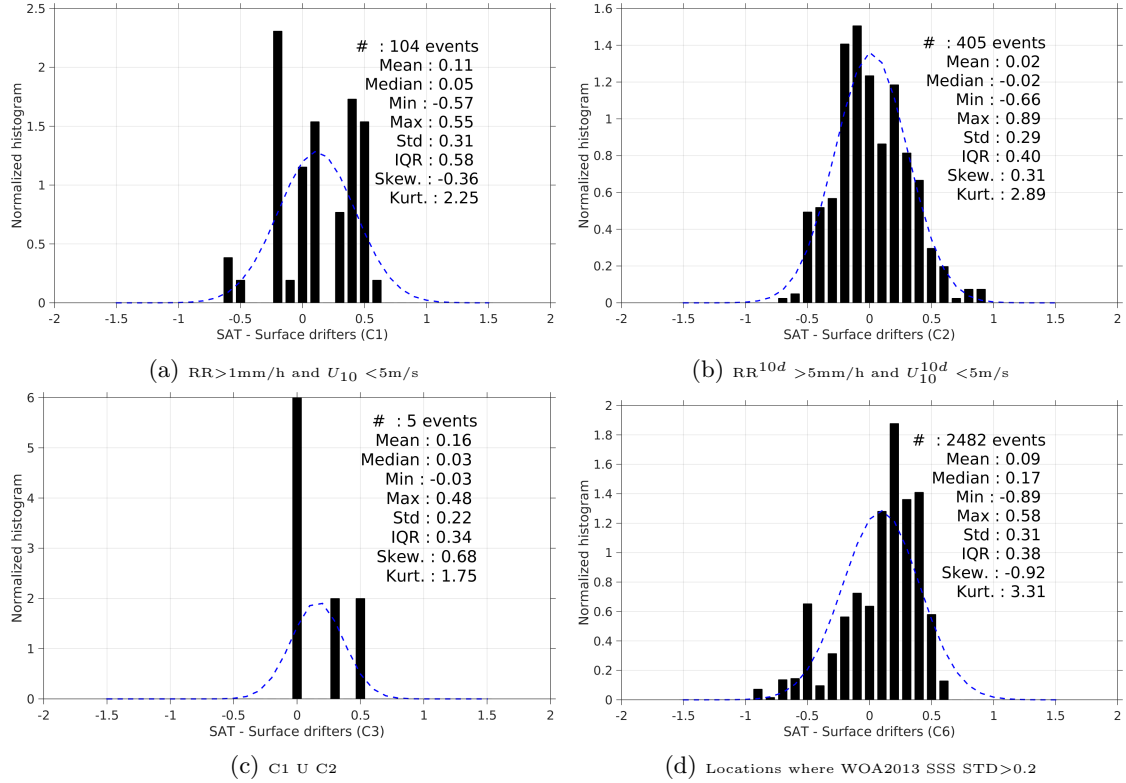 2.5
2
1.5
1
0.5
0
-2 -1.5 -1 -0.5 0 0.5 1 1.5 2
Normalized histogram
SAT - Surface drifters (C1)
# : 104 events
Mean : 0.11
Median : 0.05
Min : -0.57
Max : 0.55
Std : 0.31
IQR : 0.58
Skew. : -0.36
Kurt. : 2.25
(a) RR>1mm/h and U10 <5m/s
1.6
1.4
1.2
1
0.8
0.6
0.4
0.2
0
-2 -1.5 -1 -0.5 0 0.5 1 1.5 2
Normalized histogram
SAT - Surface drifters (C2)
# : 405 events
Mean : 0.02
Median : -0.02
Min : -0.66
Max : 0.89
Std : 0.29
IQR : 0.40
Skew. : 0.31
Kurt. : 2.89
(b) RR^10d >5mm/h and U10^10d <5m/s
6
5
4
3
2
1
0
-2 -1.5 -1 -0.5 0 0.5 1 1.5 2
Normalized histogram
SAT - Surface drifters (C3)
# : 5 events
Mean : 0.16
Median : 0.03
Min : -0.03
Max : 0.48
Std : 0.22
IQR : 0.34
Skew. : 0.68
Kurt. : 1.75
(c) C1 U C2
2
1.8
1.6
1.4
1.2
1
0.8
0.6
0.4
0.2
0
-2 -1.5 -1 -0.5 0 0.5 1 1.5 2
Normalized histogram
SAT - Surface drifters (C6)
# : 2482 events
Mean : 0.09
Median : 0.17
Min : -0.89
Max : 0.58
Std : 0.31
IQR : 0.38
Skew. : -0.92
Kurt. : 3.31
(d) Locations where WOA2013 SSS STD>0.2